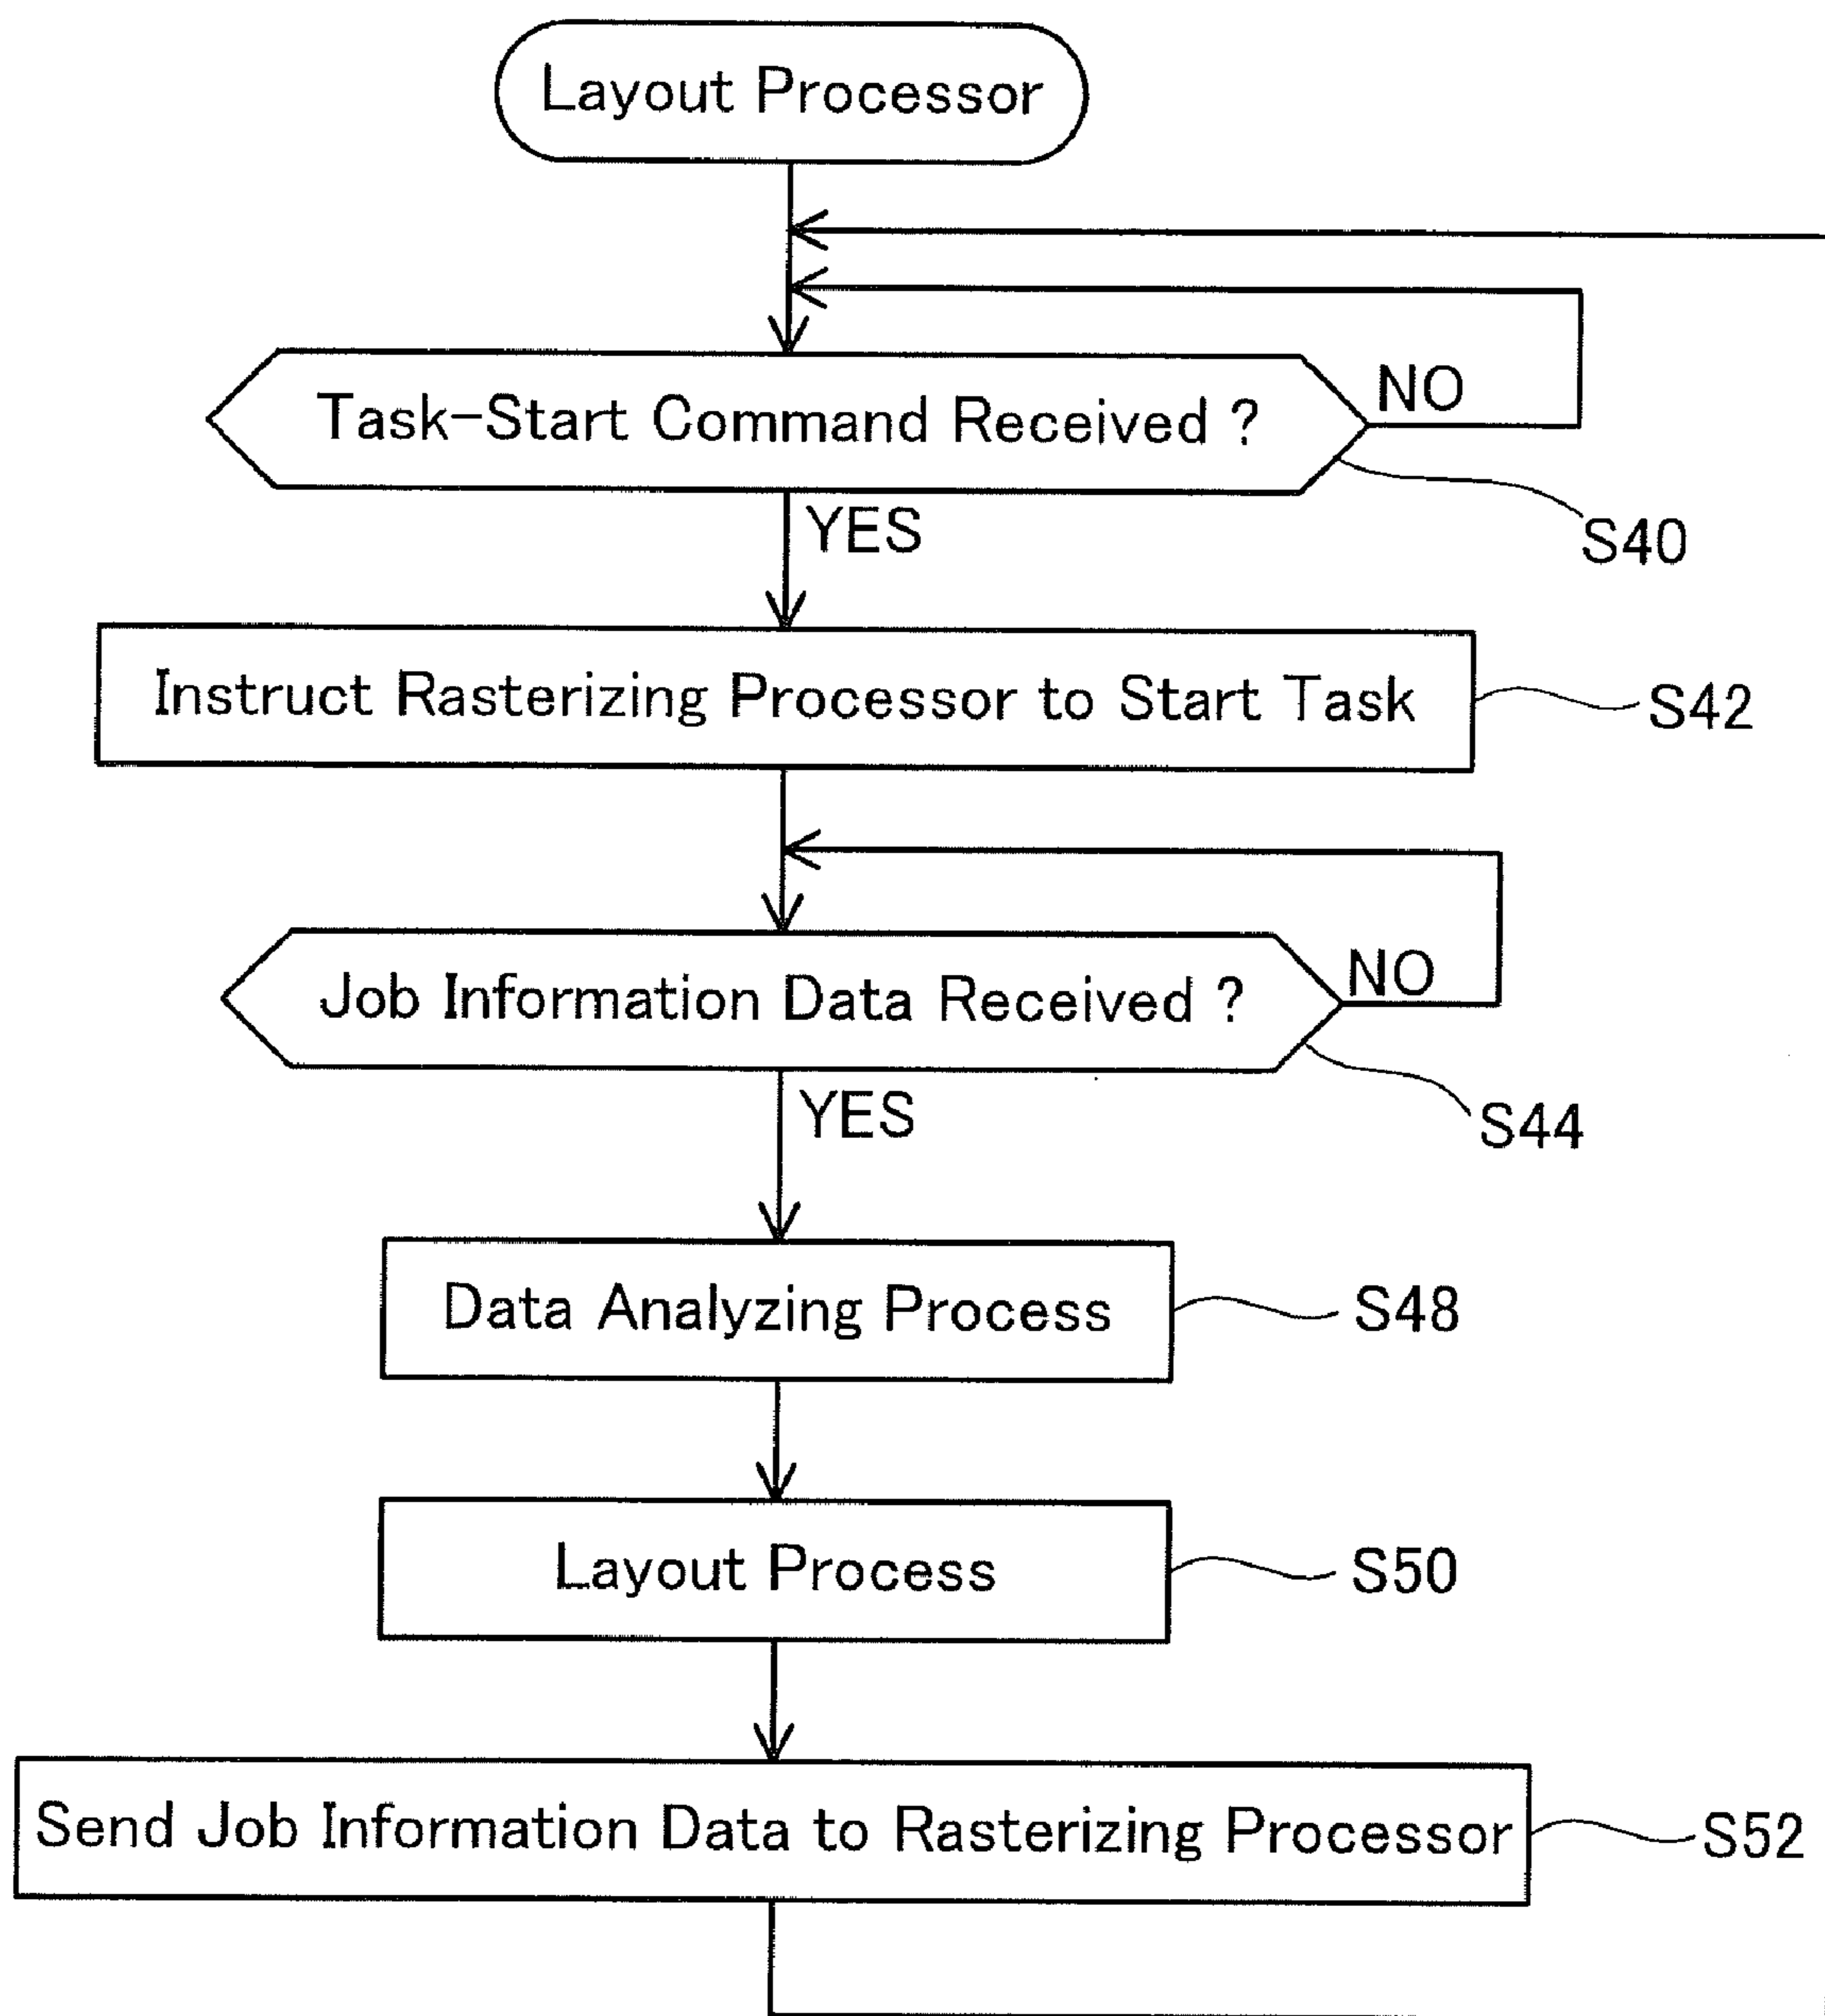 Layout Processor
Task-Start Command Received ?
NO
S40
YES
Instruct Rasterizing Processor to Start Task
S42
Job Information Data Received ?
NO
S44
YES
Data Analyzing Process
S48
Layout Process
S50
Send Job Information Data to Rasterizing Processor
S52